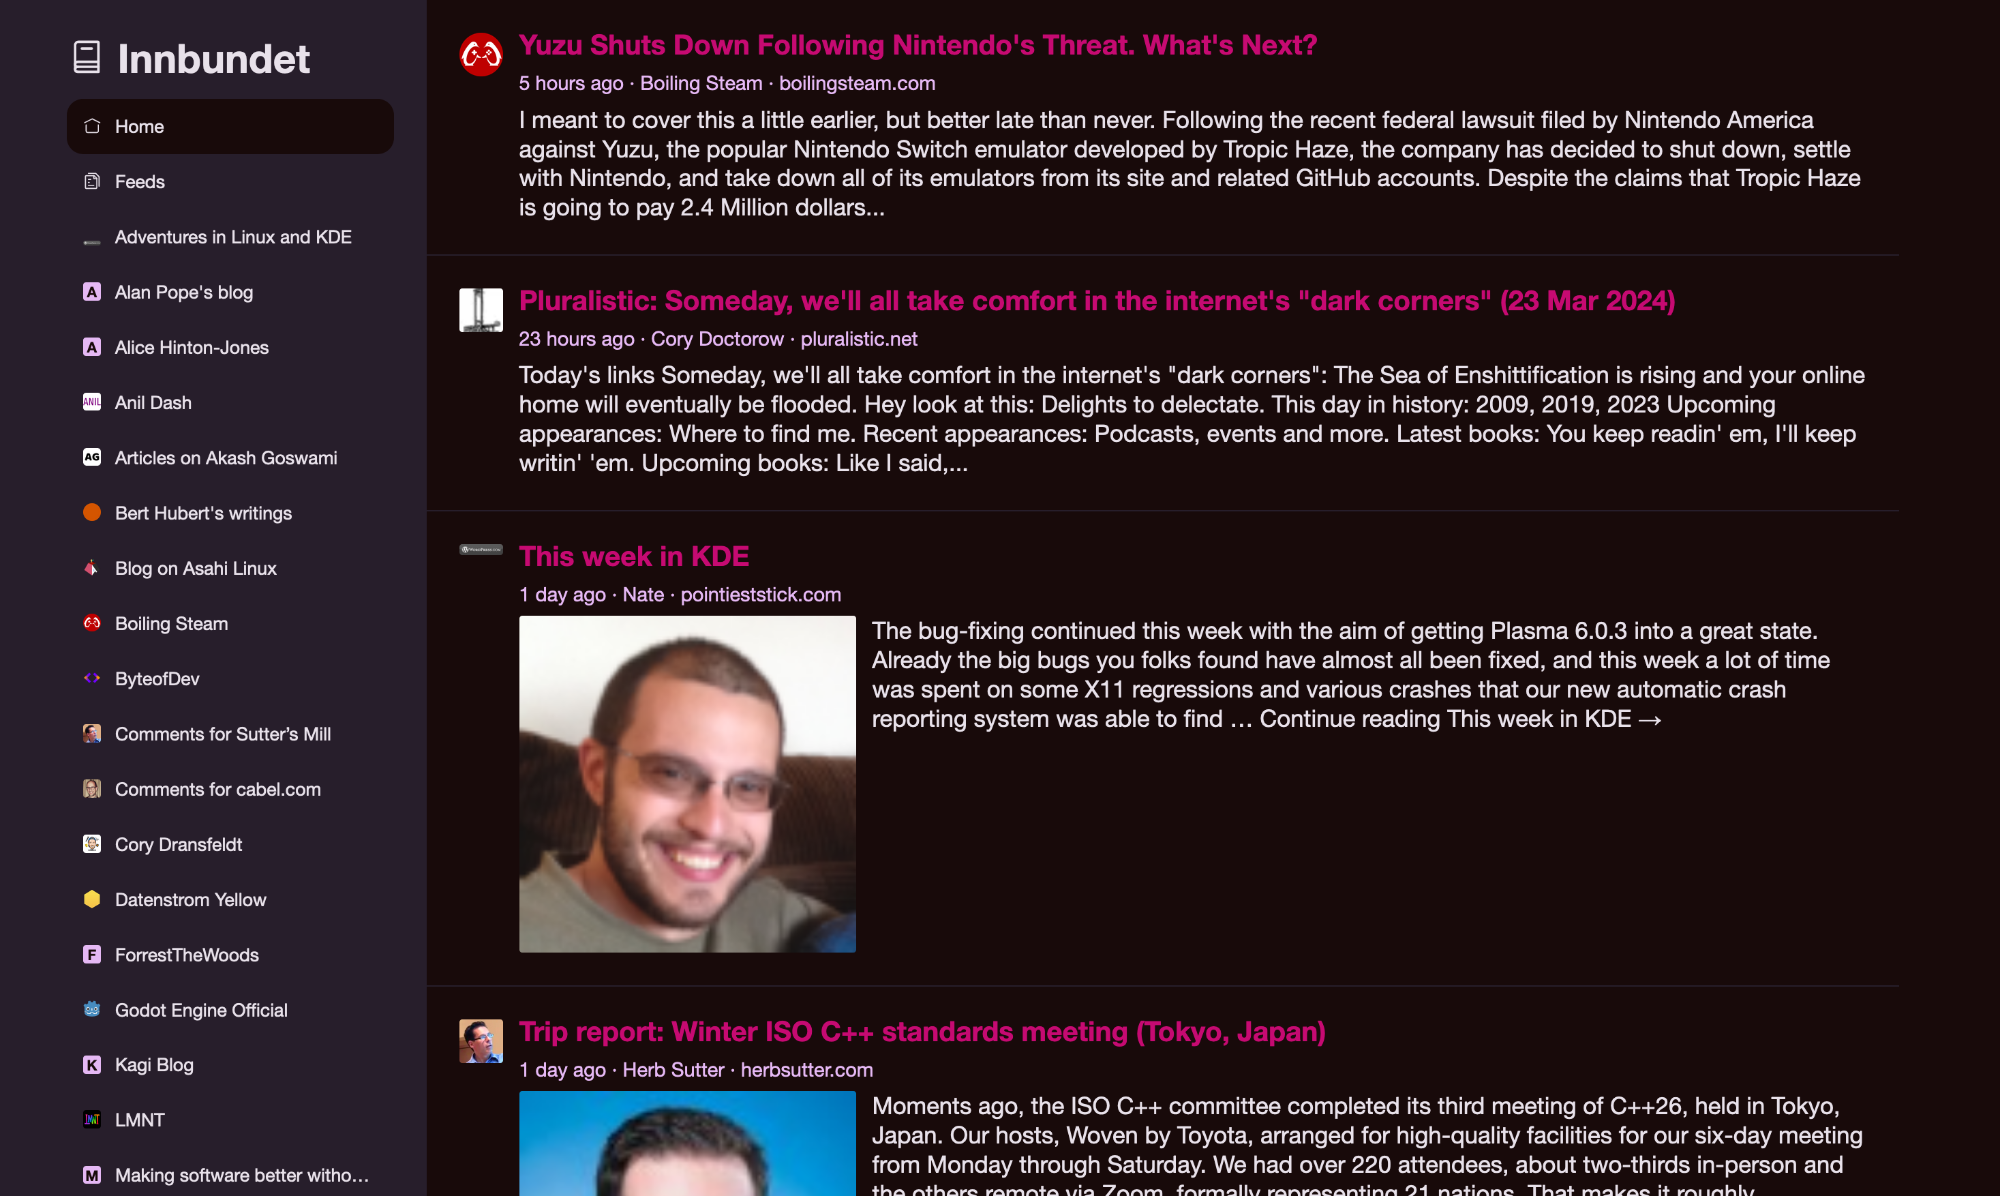 Innbundet
Home
Feeds
Adventures in Linux and KDE
A Alan Pope's blog
A Alice Hinton-Jones
ANIL Anil Dash
AG Articles on Akash Goswami
Bert Hubert's writings
Blog on Asahi Linux
Boiling Steam
ByteofDev
Comments for Sutter’s Mill
Comments for cabel.com
Cory Dransfeldt
Datenstrom Yellow
F ForrestTheWoods
Godot Engine Official
K Kagi Blog
LMNT LMNT
M Making software better witho…
Yuzu Shuts Down Following Nintendo's Threat. What's Next?
5 hours ago · Boiling Steam · boilingsteam.com
I meant to cover this a little earlier, but better late than never. Following the recent federal lawsuit filed by Nintendo America
against Yuzu, the popular Nintendo Switch emulator developed by Tropic Haze, the company has decided to shut down, settle
with Nintendo, and take down all of its emulators from its site and related GitHub accounts. Despite the claims that Tropic Haze
is going to pay 2.4 Million dollars...
Pluralistic: Someday, we'll all take comfort in the internet's "dark corners" (23 Mar 2024)
23 hours ago · Cory Doctorow · pluralistic.net
Today's links Someday, we'll all take comfort in the internet's "dark corners": The Sea of Enshittification is rising and your online
home will eventually be flooded. Hey look at this: Delights to delectate. This day in history: 2009, 2019, 2023 Upcoming
appearances: Where to find me. Recent appearances: Podcasts, events and more. Latest books: You keep readin' em, I'll keep
writin' 'em. Upcoming books: Like I said,...
This week in KDE
1 day ago · Nate · pointieststick.com
The bug-fixing continued this week with the aim of getting Plasma 6.0.3 into a great state.
Already the big bugs you folks found have almost all been fixed, and this week a lot of time
was spent on some X11 regressions and various crashes that our new automatic crash
reporting system was able to find … Continue reading This week in KDE →
Trip report: Winter ISO C++ standards meeting (Tokyo, Japan)
1 day ago · Herb Sutter · herbsutter.com
Moments ago, the ISO C++ committee completed its third meeting of C++26, held in Tokyo,
Japan. Our hosts, Woven by Toyota, arranged for high-quality facilities for our six-day meeting
from Monday through Saturday. We had over 220 attendees, about two-thirds in-person and
the others remote via Zoom, formally representing 21 nations. That makes it roughly